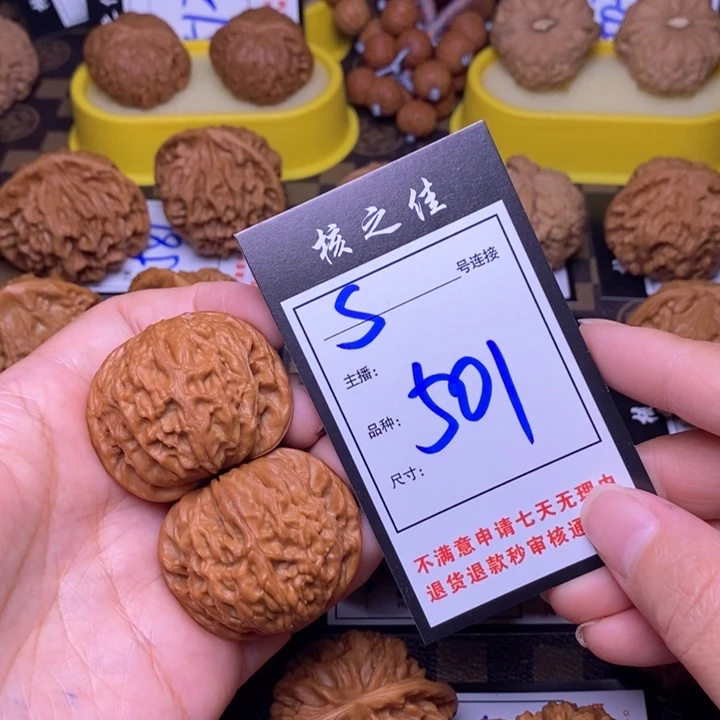 核之佳
S 号连接
主播:
品种: 501
尺寸:
不满意申请七天无理由
退货退款秒审核通
581